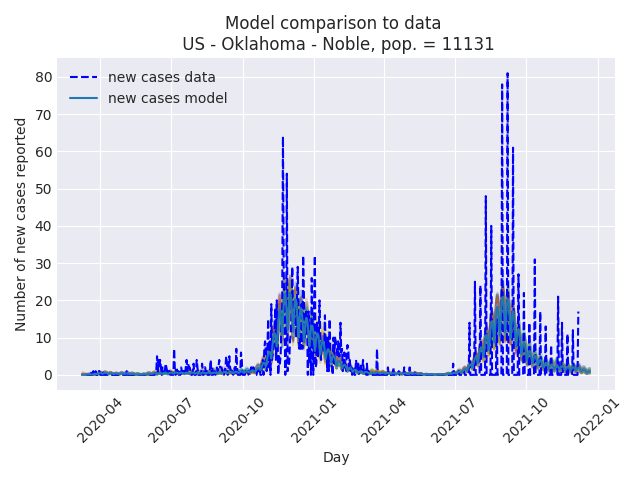 Model comparison to data
US - Oklahoma - Noble, pop. = 11131
new cases data
new cases model
Number of new cases reported
80
70
60
50
40
30
20
10
0
2020-04
2020-07
2020-10
2021-01
2021-04
2021-07
2021-10
2022-01
Day